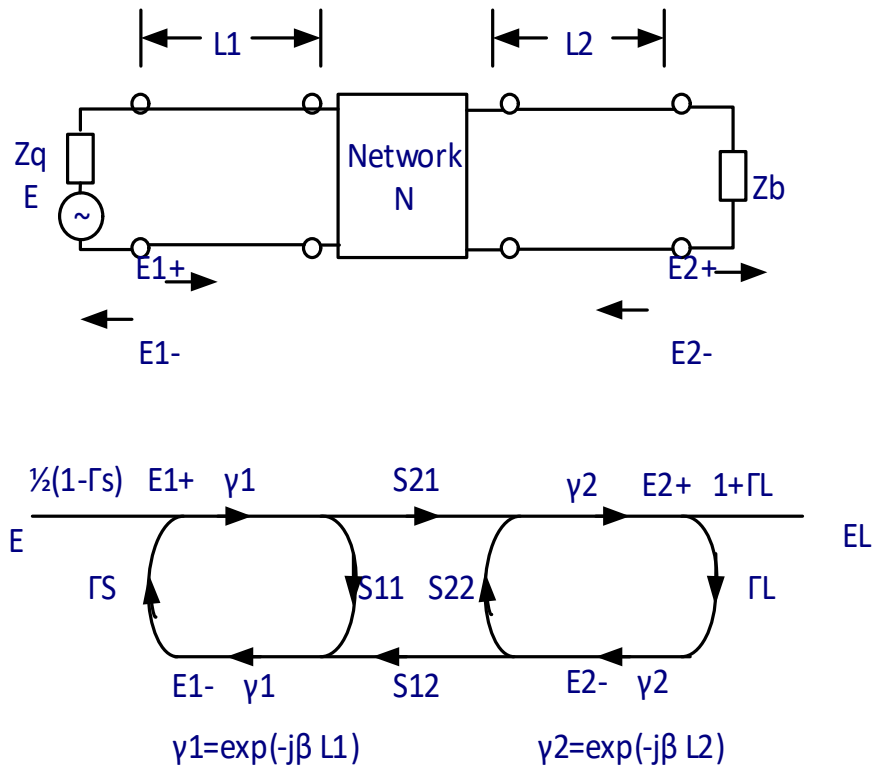 L1 L2
Zq
E
~
Network
N
Zb
E1+ E2+
E1- E2-
½(1-Γs) E1+ γ1 S21 γ2 E2+ 1+ΓL
E EL
ΓS S11 S22 ΓL
E1- γ1 S12 E2- γ2
γ1=exp(-jβ L1) γ2=exp(-jβ L2)